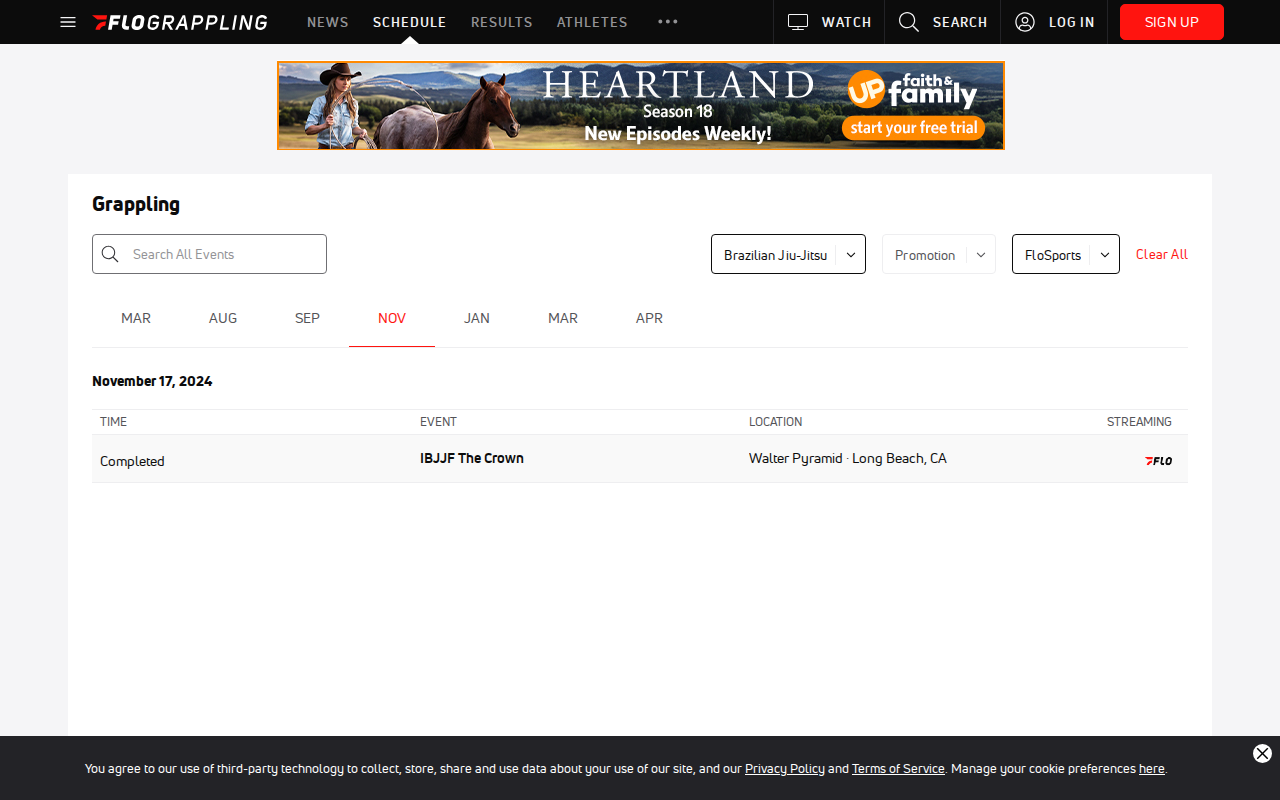 FLOGRAPPLING NEWS SCHEDULE RESULTS ATHLETES WATCH SEARCH LOG IN SIGN UP
HEARTLAND
Season 18
New Episodes Weekly!
UP faith & family
start your free trial
Grappling
Search All Events Brazilian Jiu-Jitsu Promotion FloSports Clear All
MAR AUG SEP NOV JAN MAR APR
November 17, 2024
TIME EVENT LOCATION STREAMING
Completed IBJJF The Crown Walter Pyramid · Long Beach, CA FLO
You agree to our use of third-party technology to collect, store, share and use data about your use of our site, and our Privacy Policy and Terms of Service. Manage your cookie preferences here.